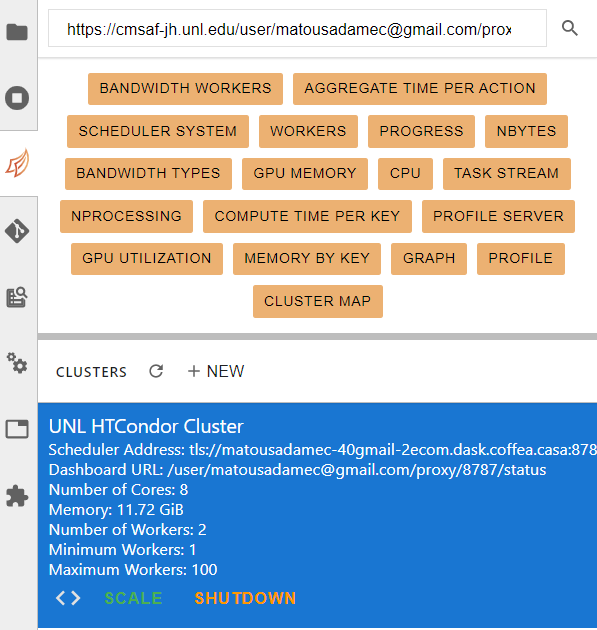 https://cmsaf-jh.unl.edu/user/matousadamec@gmail.com/prox
BANDWIDTH WORKERS AGGREGATE TIME PER ACTION
SCHEDULER SYSTEM WORKERS PROGRESS NBYTES
BANDWIDTH TYPES GPU MEMORY CPU TASK STREAM
NPROCESSING COMPUTE TIME PER KEY PROFILE SERVER
GPU UTILIZATION MEMORY BY KEY GRAPH PROFILE
CLUSTER MAP
CLUSTERS + NEW
UNL HTCondor Cluster
Scheduler Address: tls://matousadamec-40gmail-2ecom.dask.coffea.casa:878
Dashboard URL: /user/matousadamec@gmail.com/proxy/8787/status
Number of Cores: 8
Memory: 11.72 GiB
Number of Workers: 2
Minimum Workers: 1
Maximum Workers: 100
<> SCALE SHUTDOWN